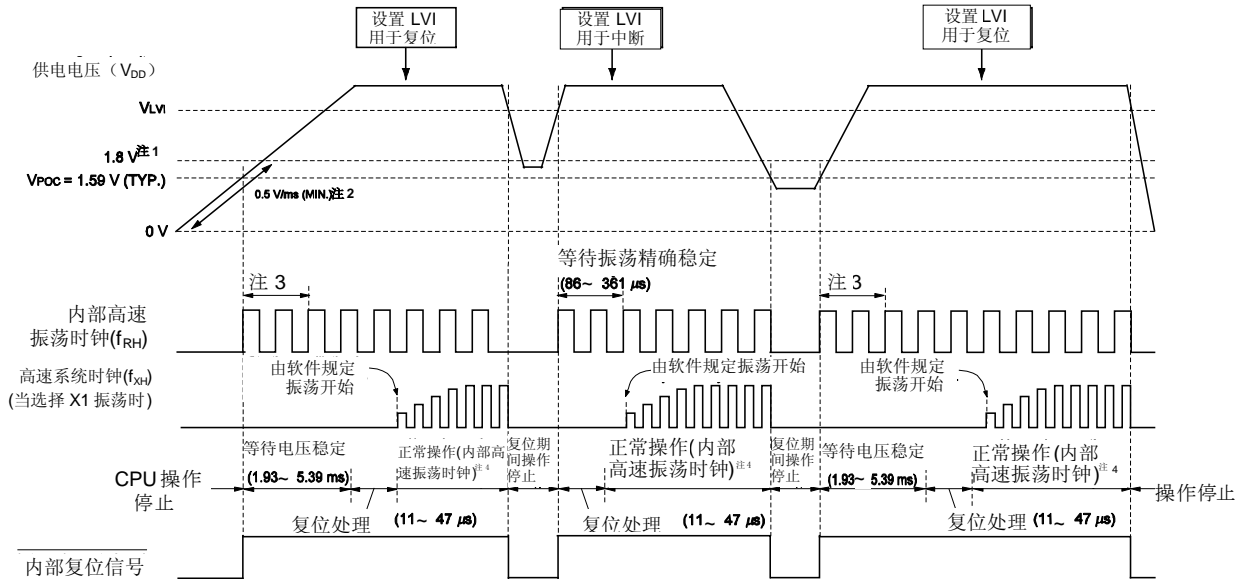 设置 LVI
用于复位
设置 LVI
用于中断
设置 LVI
用于复位
供电电压（VDD）
VLVI
1.8 V注 1
VPOC = 1.59 V (TYP.)
0.5 V/ms (MIN.)注 2
0 V
等待振荡精确稳定
(86~ 361 μs)
注 3
注 3
内部高速
振荡时钟(fRH)
由软件规定
振荡开始
由软件规定振荡开始
由软件规定
振荡开始
高速系统时钟(fXH)
(当选择 X1 振荡时)
等待电压稳定
(1.93~ 5.39 ms)
正常操作(内部高
速振荡时钟)注 4
复位期
间操作
停止
正常操作(内部
高速振荡时钟)注4
复位期
间操作
停止
等待电压稳定
(1.93~ 5.39 ms)
正常操作(内部
高速振荡时钟)注 4
CPU 操作
停止
操作停止
复位处理
(11~ 47 μs)
复位处理
(11~ 47 μs)
复位处理 (11~ 47 μs)
内部复位信号